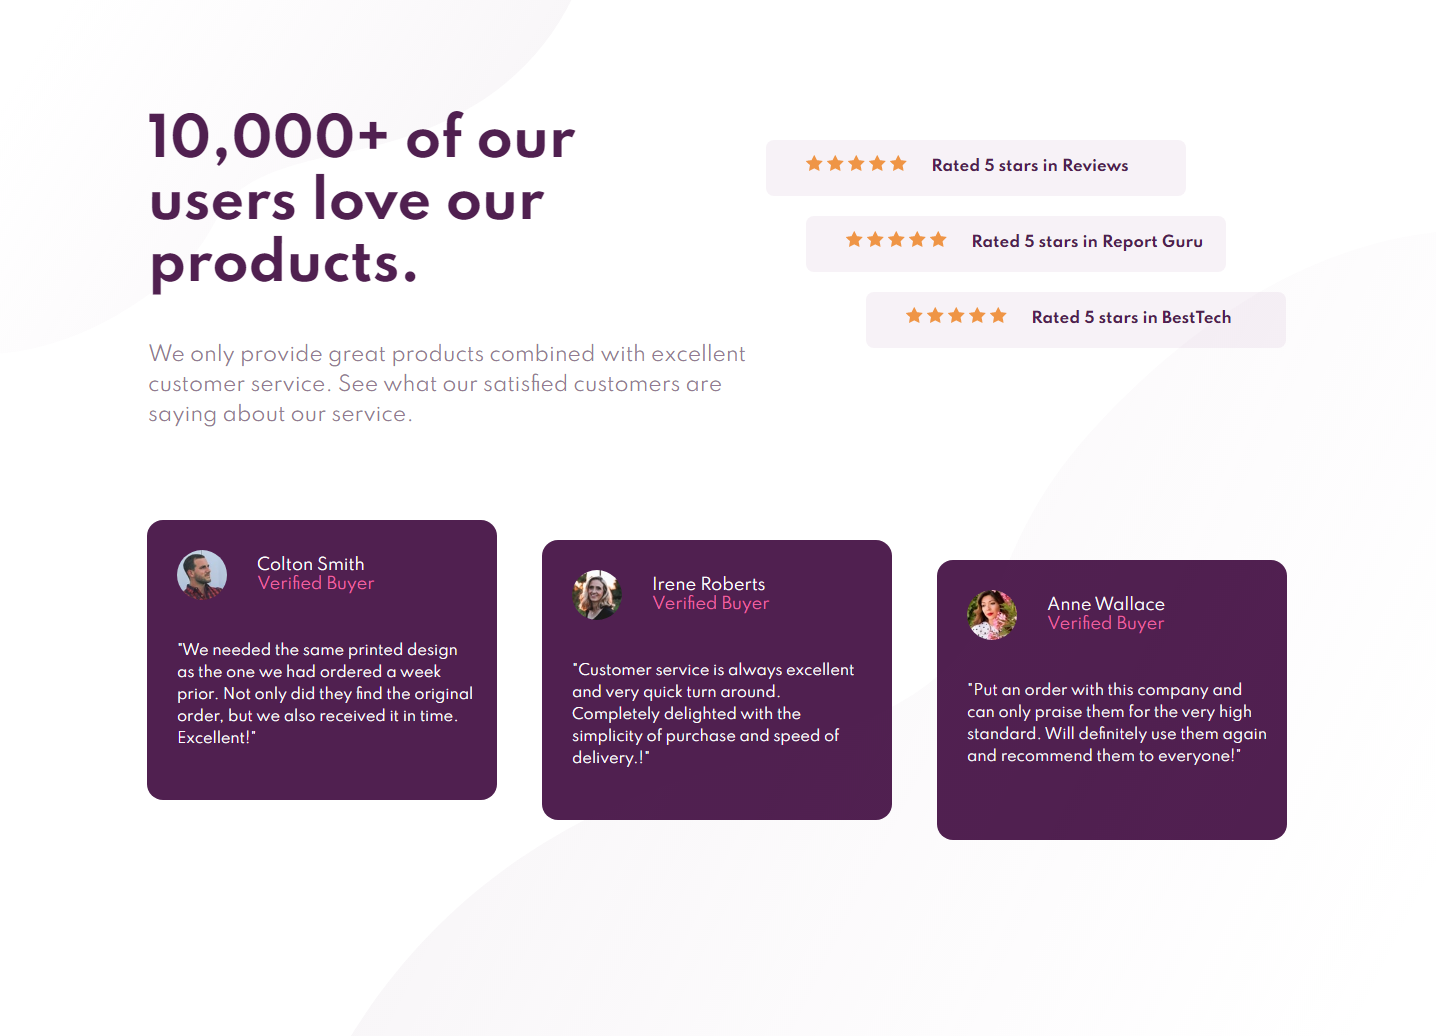 10,000+ of our
users love our
products.
We only provide great products combined with excellent
customer service. See what our satisfied customers are
saying about our service.
Rated 5 stars in Reviews
Rated 5 stars in Report Guru
Rated 5 stars in BestTech
Colton Smith
Verified Buyer
"We needed the same printed design
as the one we had ordered a week
prior. Not only did they find the original
order, but we also received it in time.
Excellent!"
Irene Roberts
Verified Buyer
"Customer service is always excellent
and very quick turn around.
Completely delighted with the
simplicity of purchase and speed of
delivery.!"
Anne Wallace
Verified Buyer
"Put an order with this company and
can only praise them for the very high
standard. Will definitely use them again
and recommend them to everyone!"